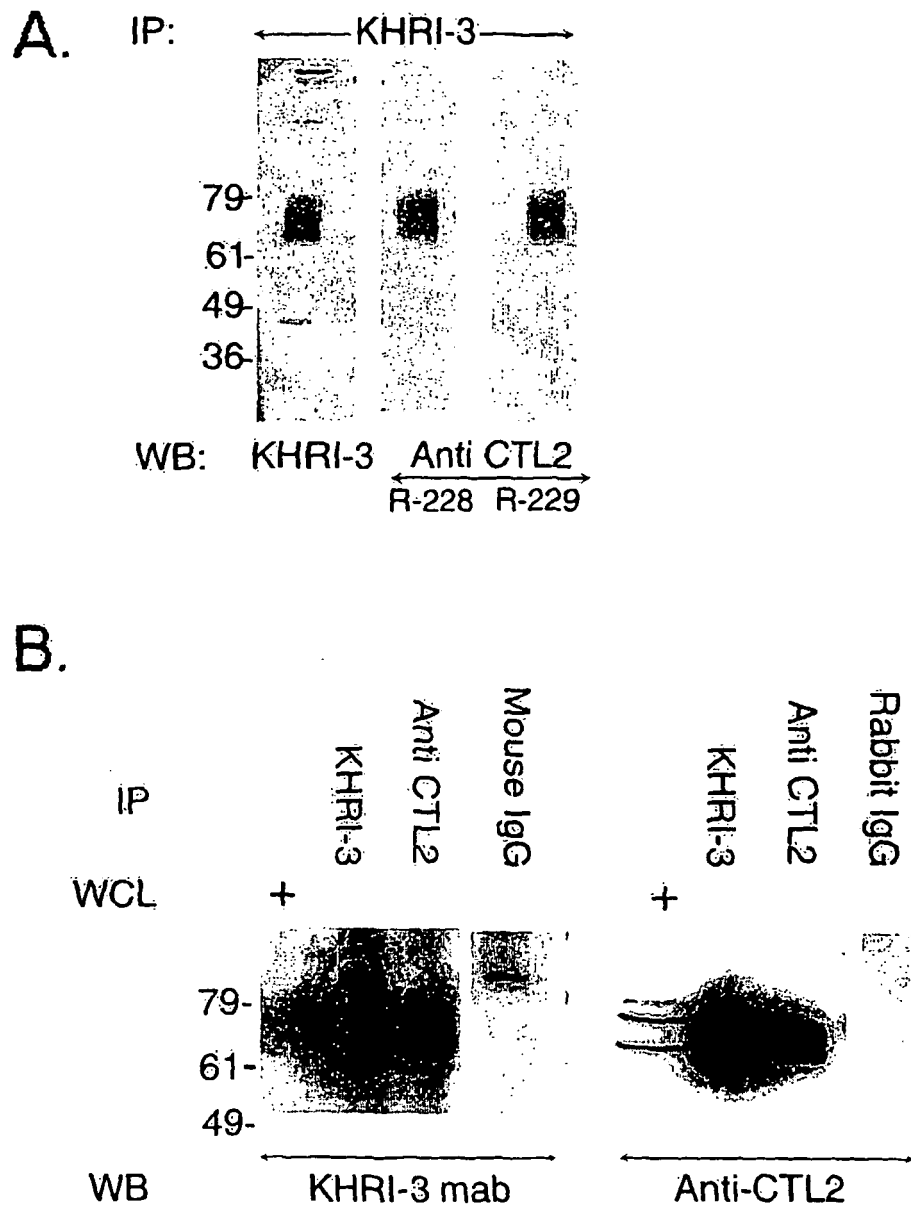 A. IP: KHRI-3
79-
61-
49-
36-
WB: KHRI-3 Anti CTL2
R-228 R-229
B.
IP KHRI-3 Anti CTL2 Mouse IgG KHRI-3 Anti CTL2 Rabbit IgG
WCL + +
79-
61-
49-
WB KHRI-3 mab Anti-CTL2